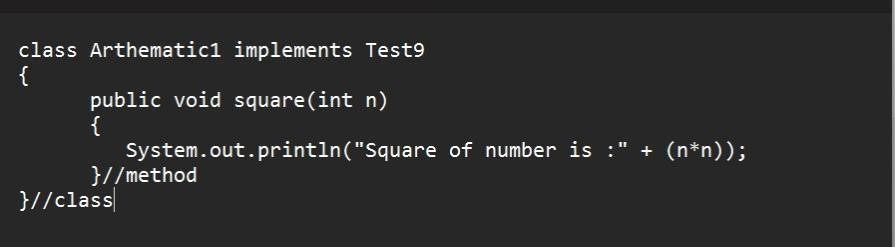 class Arthematic1 implements Test9
{
public void square(int n)
{
System.out.println("Square of number is :" + (n*n));
}//method
}//class